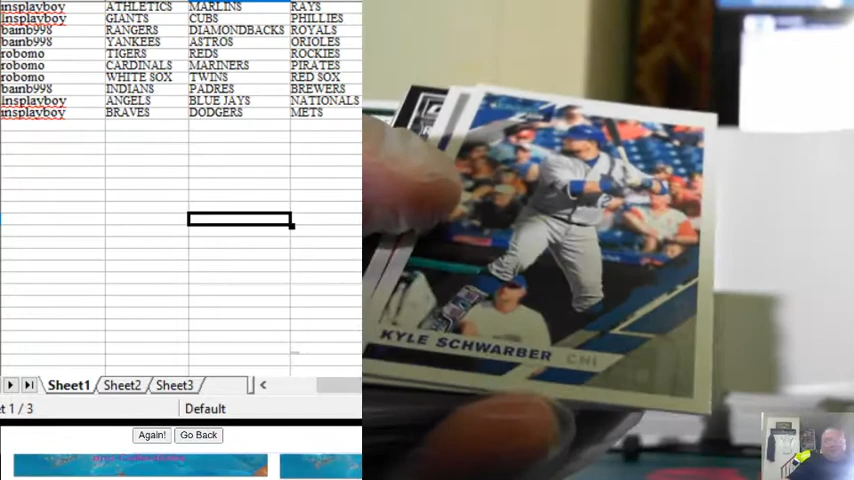 insplayboy ATHLETICS MARLINS RAYS
insplayboy GIANTS CUBS PHILLIES
bainb998 RANGERS DIAMONDBACKS ROYALS
bainb998 YANKEES ASTROS ORIOLES
robomo TIGERS REDS ROCKIES
robomo CARDINALS MARINERS PIRATES
robomo WHITE SOX TWINS RED SOX
bainb998 INDIANS PADRES BREWERS
insplayboy ANGELS BLUE JAYS NATIONALS
insplayboy BRAVES DODGERS METS
Sheet1 Sheet2 Sheet3
et 1 / 3 Default
Again! Go Back
KYLE SCHWARBER CHI